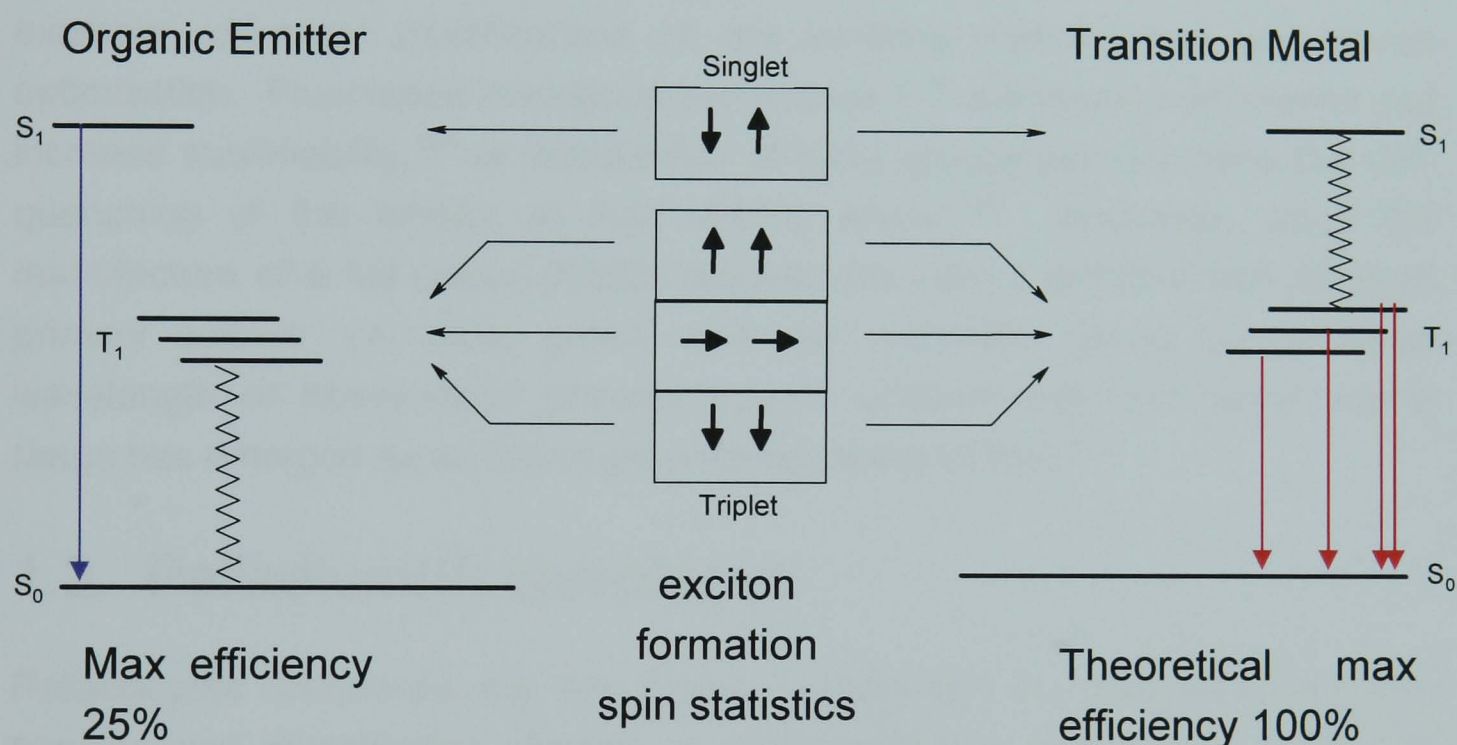 Organic Emitter
Singlet
Transition Metal
S₁
S₁
T₁
T₁
Triplet
S₀
S₀
exciton
formation
spin statistics
Max efficiency
25%
Theoretical max
efficiency 100%